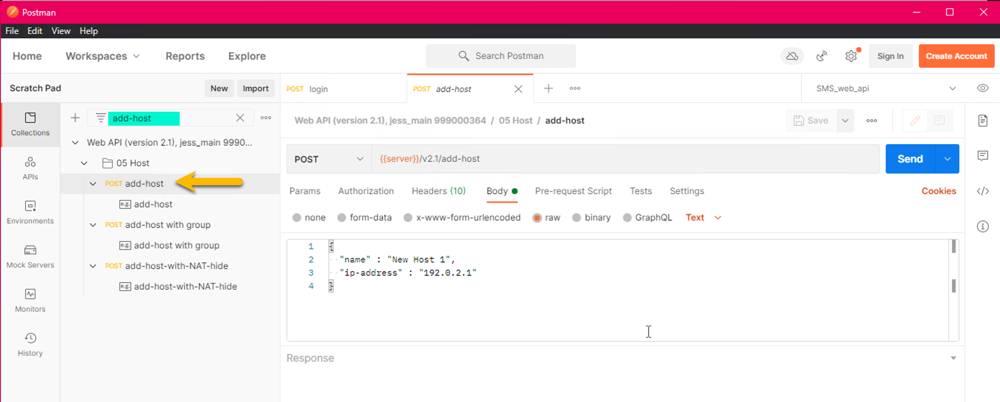 Postman
File Edit View Help
Home Workspaces Reports Explore Search Postman Sign In Create Account
Scratch Pad New Import POST login POST add-host SMS_web_api
add-host
Web API (version 2.1), jess_main 999000364 / 05 Host / add-host Save
Collections
Web API (version 2.1), jess_main 9990...
05 Host
POST {{server}}/v2.1/add-host Send
APIs
POST add-host
Params Authorization Headers (10) Body Pre-request Script Tests Settings Cookies
e.g. add-host
Environments
none form-data x-www-form-urlencoded raw binary GraphQL Text
POST add-host with group
e.g. add-host with group
1 {
2 "name" : "New Host 1",
3 "ip-address" : "192.0.2.1"
4 }
Mock Servers
POST add-host-with-NAT-hide
e.g. add-host-with-NAT-hide
Monitors
History
Response